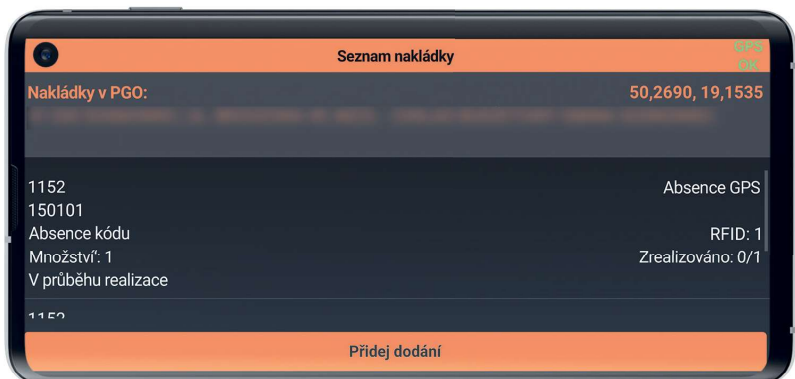 Seznam nakládky
GPS
OK
Nakládky v PGO:
50,2690, 19,1535
1152
Absence GPS
150101
Absence kódu
RFID: 1
Množství': 1
Zrealizováno: 0/1
V průběhu realizace
1152
Přidej dodání